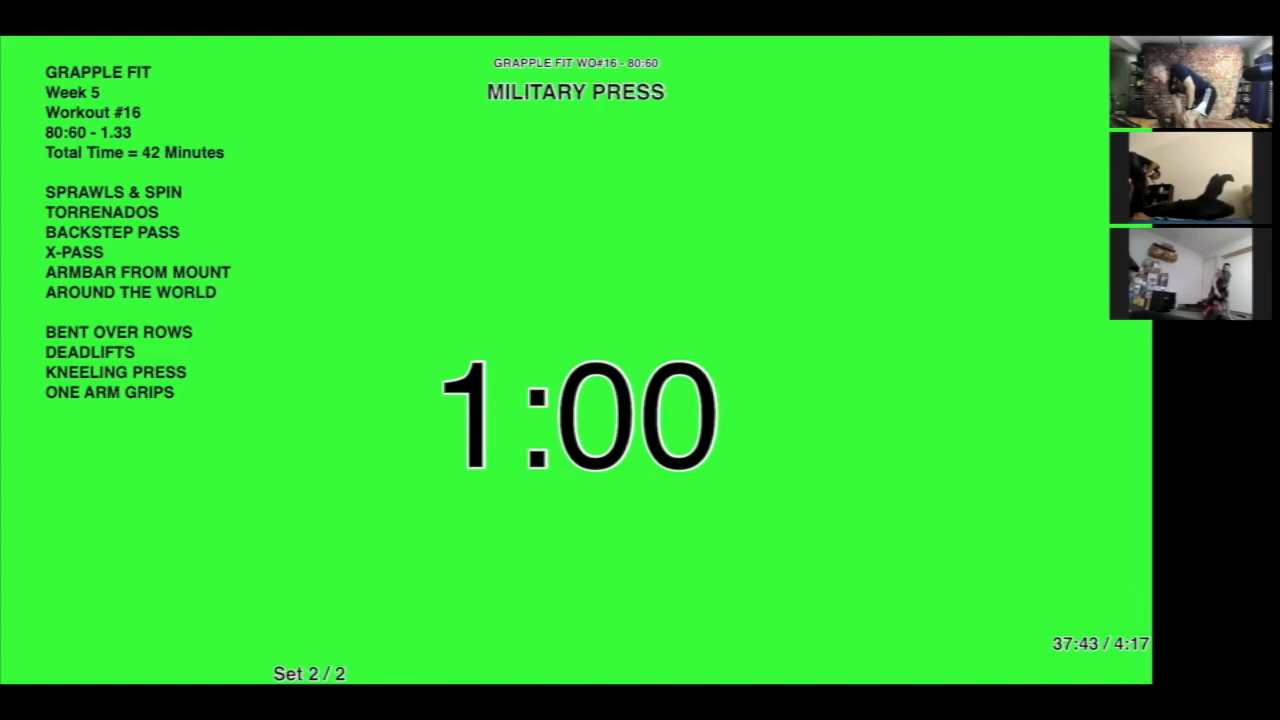 GRAPPLE FIT
Week 5
Workout #16
80:60 - 1.33
Total Time = 42 Minutes
SPRAWLS & SPIN
TORRENADOS
BACKSTEP PASS
X-PASS
ARMBAR FROM MOUNT
AROUND THE WORLD
BENT OVER ROWS
DEADLIFTS
KNEELING PRESS
ONE ARM GRIPS
GRAPPLE FIT WO#16 - 80:60
MILITARY PRESS
1:00
37:43 / 4:17
Set 2 / 2